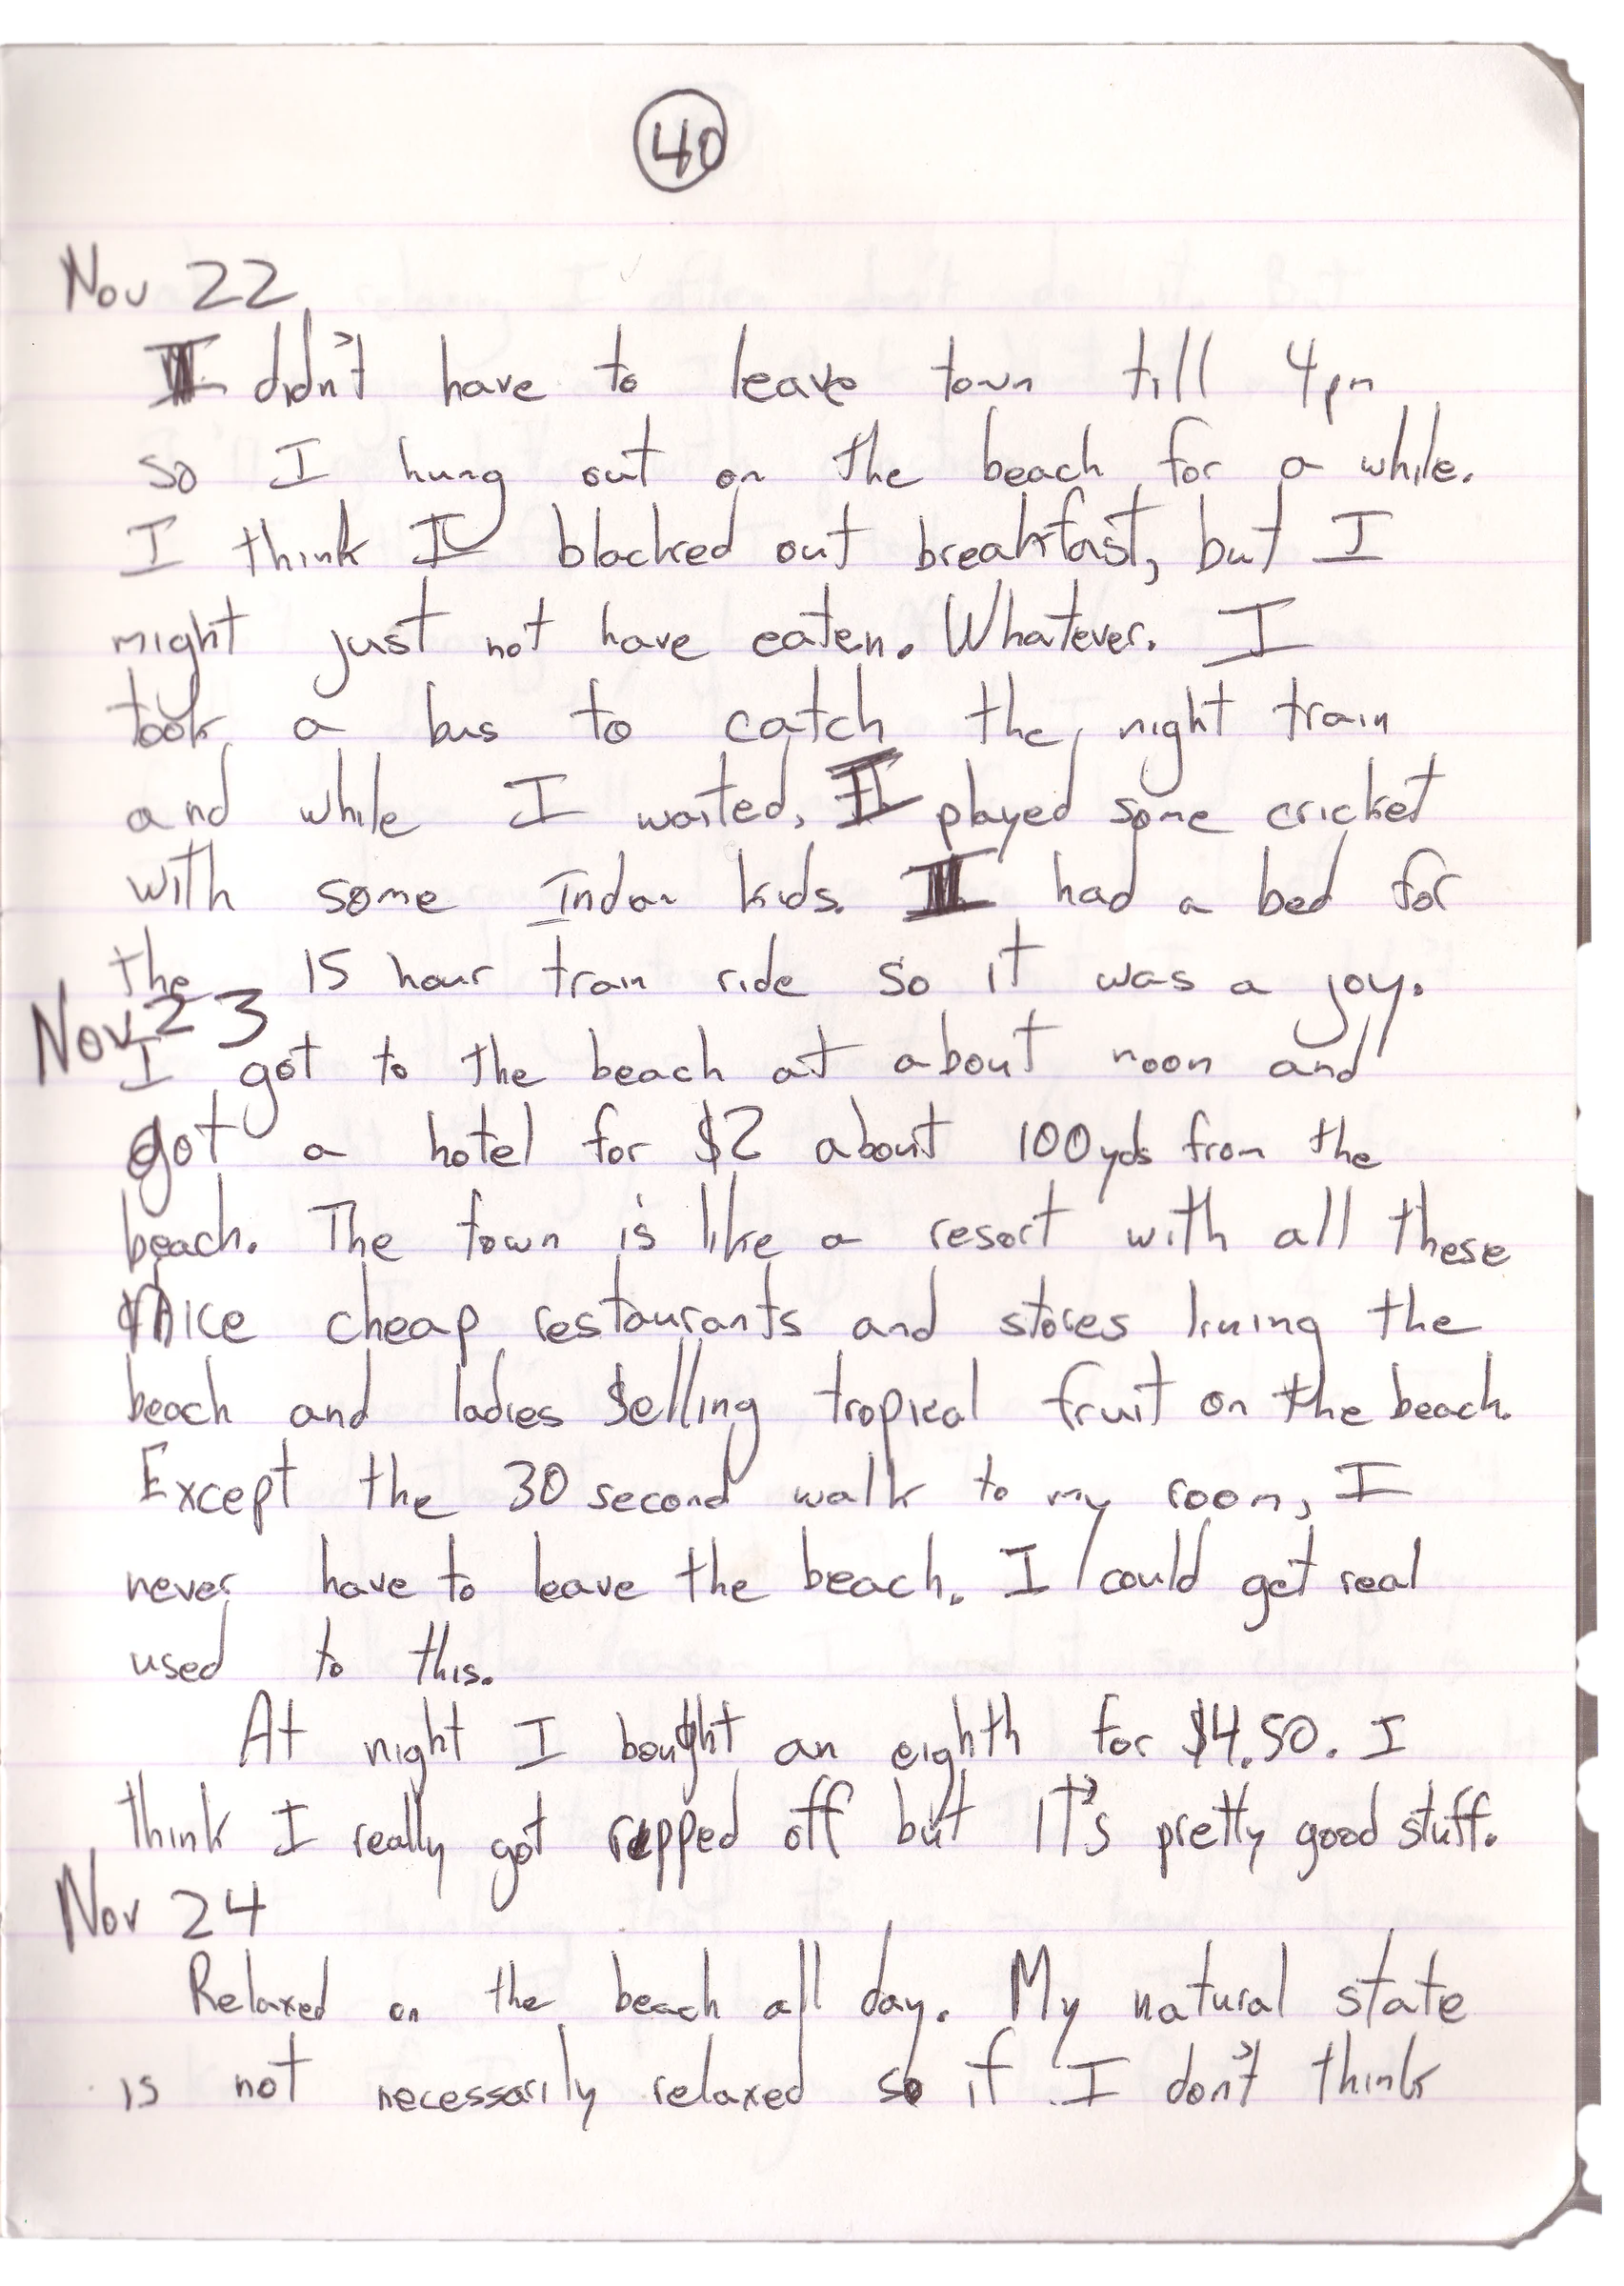 40
Nov 22
I didn't have to leave town till 4pm
so I hung out on the beach for a while.
I think I blacked out breakfast, but I
might just not have eaten. Whatever. I
took a bus to catch the night train
and while I waited, I played some cricket
with some Indan kids. I had a bed for
the 15 hour train ride so it was a joy.
Nov 23
I got to the beach at about noon and
got a hotel for $2 about 100yds from the
beach. The town is like a resort with all these
nice cheap restaurants and stores lining the
beach and ladies selling tropical fruit on the beach.
Except the 30 second walk to my room, I
never have to leave the beach. I could get real
used to this.
At night I bought an eighth for $4.50. I
think I really got ripped off but it's pretty good stuff.
Nov 24
Relaxed on the beach all day. My natural state
is not necessarily relaxed so if I don't think